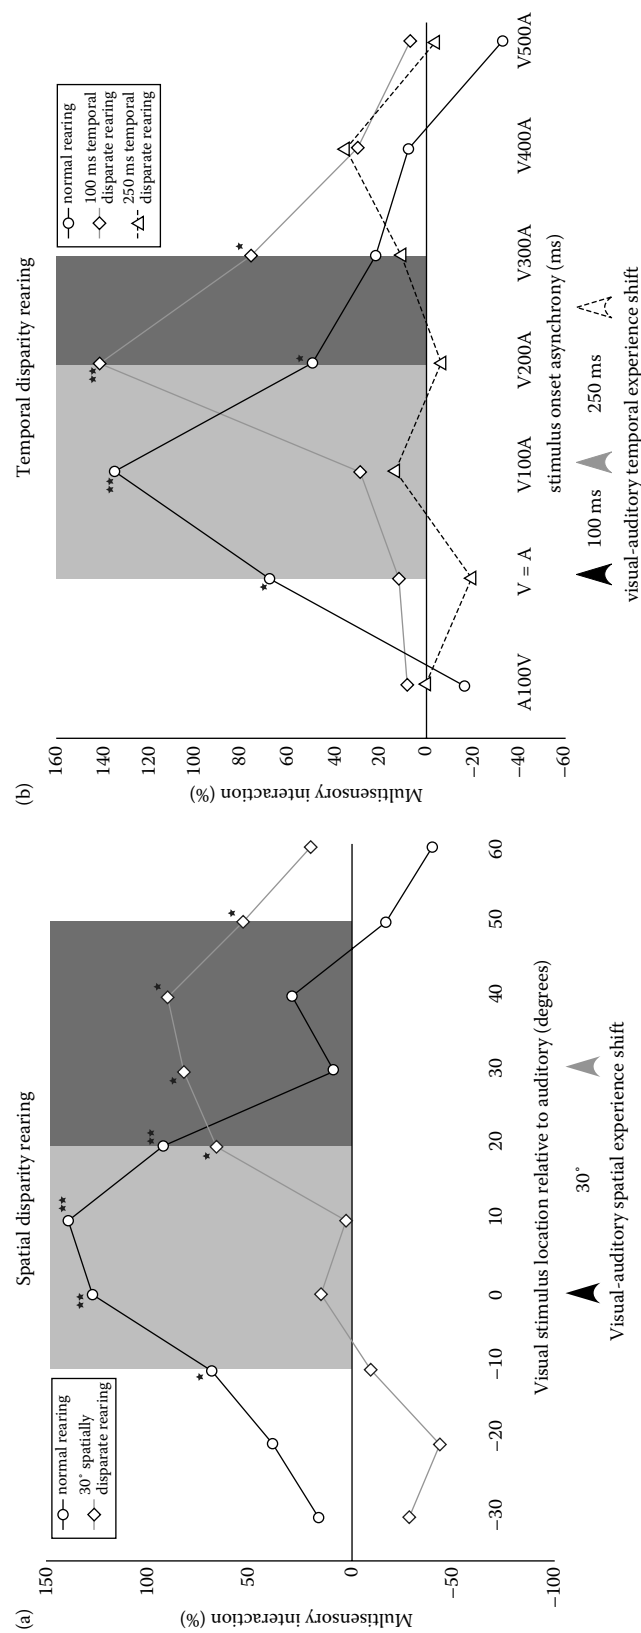 (a)
Spatial disparity rearing
normal rearing
30° spatially
disparate rearing
Multisensory interaction (%)
150
100
50
0
−50
−100
−30
−20
−10
0
10
20
30
40
50
60
Visual stimulus location relative to auditory (degrees)
30°
Visual-auditory spatial experience shift
(b)
Temporal disparity rearing
normal rearing
100 ms temporal
disparate rearing
250 ms temporal
disparate rearing
Multisensory interaction (%)
160
140
120
100
80
60
40
20
0
−20
−40
−60
A100V
V = A
V100A
V200A
V300A
V400A
V500A
stimulus onset asynchrony (ms)
100 ms
250 ms
visual-auditory temporal experience shift